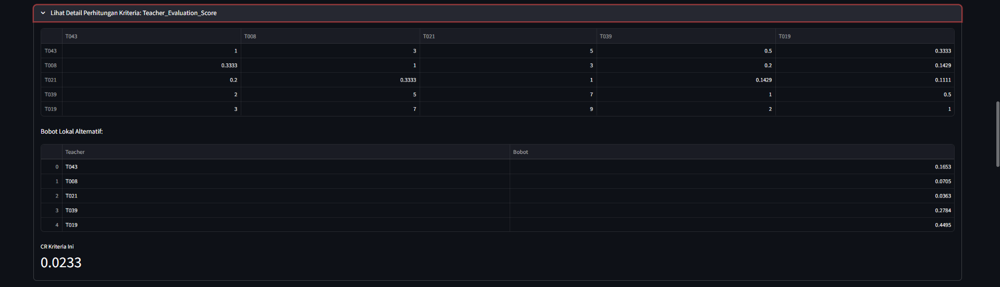 Lihat Detail Perhitungan Kriteria: Teacher_Evaluation_Score
T043 T008 T021 T039 T019
T043 1 3 5 0.5 0.3333
T008 0.3333 1 3 0.2 0.1429
T021 0.2 0.3333 1 0.1429 0.1111
T039 2 5 7 1 0.5
T019 3 7 9 2 1
Bobot Lokal Alternatif:
Teacher Bobot
0 T043 0.1653
1 T008 0.0705
2 T021 0.0363
3 T039 0.2784
4 T019 0.4495
CR Kriteria Ini
0.0233